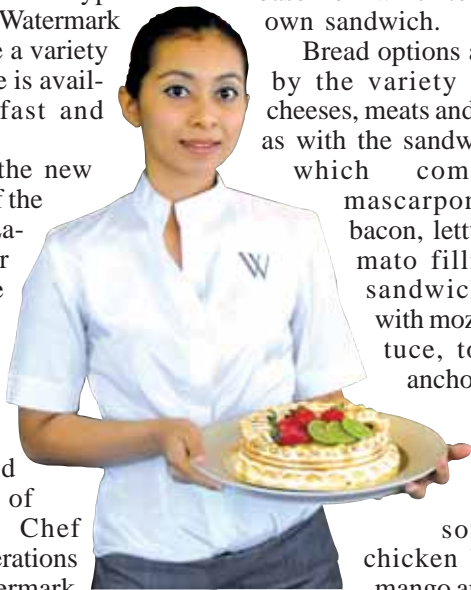 Watermark
a variety
is avail-
fast and
the new
the
own sandwich.
Bread options a
by the variety
cheeses, meats and
as with the sandw
which com
mascarpon
bacon, lettu
mato filli
sandwic
with moz
tuce, to
ancho
W
d
of
Chef
erations
termark
so
chicken
mango a